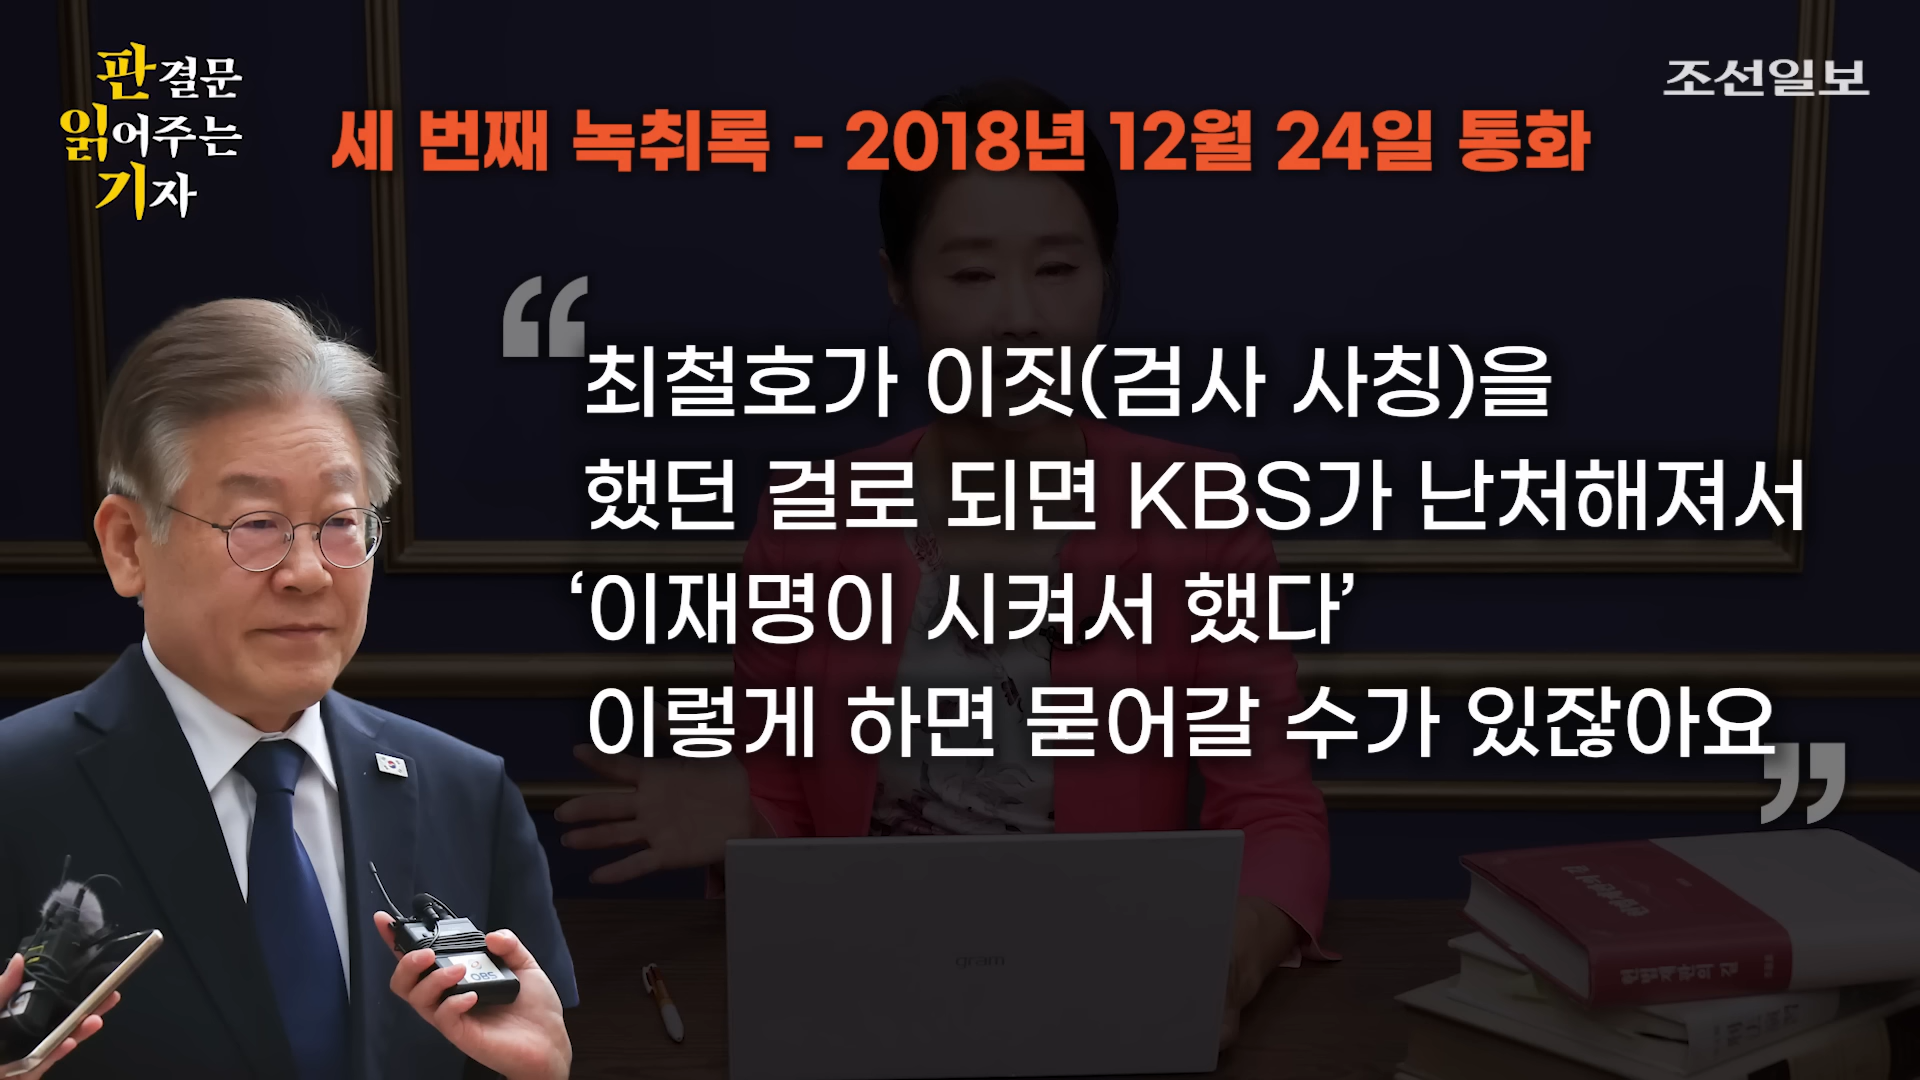 판결문
읽어주는
기자
조선일보
세 번째 녹취록 - 2018년 12월 24일 통화
“최철호가 이짓(검사 사칭)을
했던 걸로 되면 KBS가 난처해져서
‘이재명이 시켜서 했다’
이렇게 하면 묻어갈 수가 있잖아요”
OBS
gram